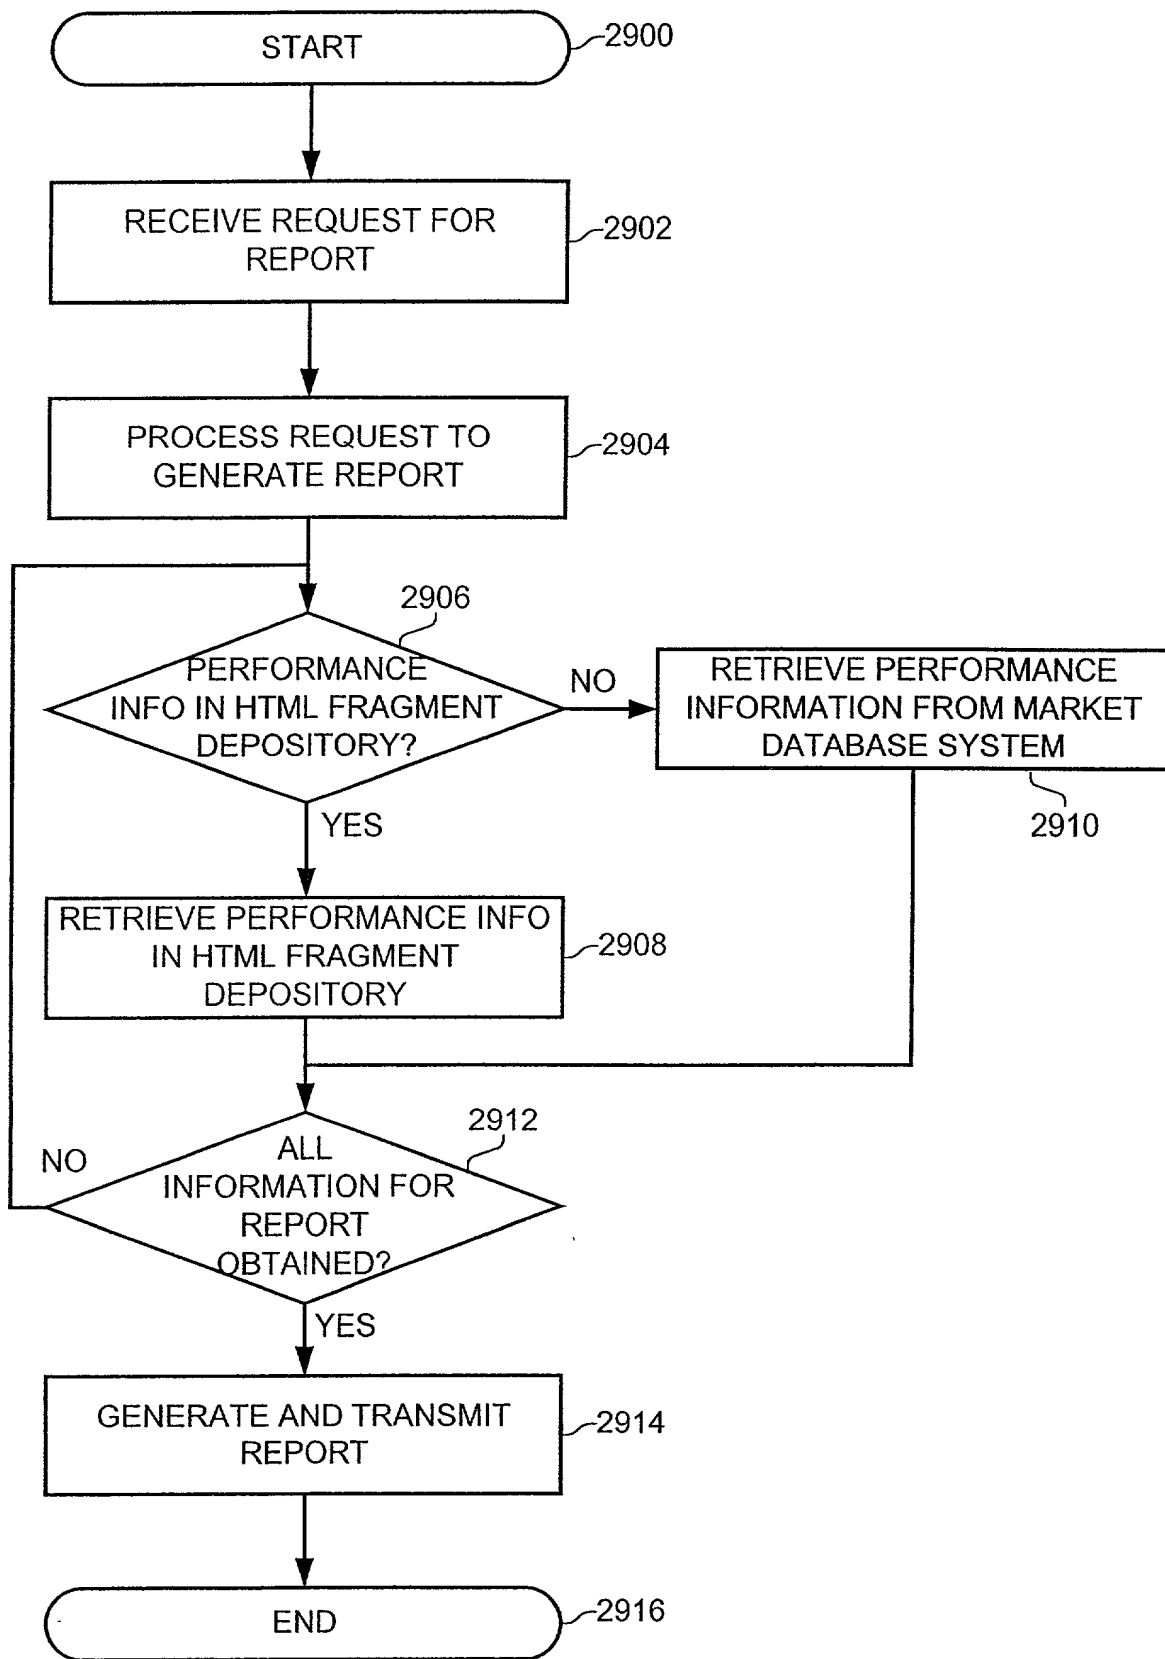 START
2900
RECEIVE REQUEST FOR
REPORT
2902
PROCESS REQUEST TO
GENERATE REPORT
2904
2906
PERFORMANCE
INFO IN HTML FRAGMENT
DEPOSITORY?
NO
RETRIEVE PERFORMANCE
INFORMATION FROM MARKET
DATABASE SYSTEM
2910
YES
RETRIEVE PERFORMANCE INFO
IN HTML FRAGMENT
DEPOSITORY
2908
2912
NO
ALL
INFORMATION FOR
REPORT
OBTAINED?
YES
GENERATE AND TRANSMIT
REPORT
2914
END
2916